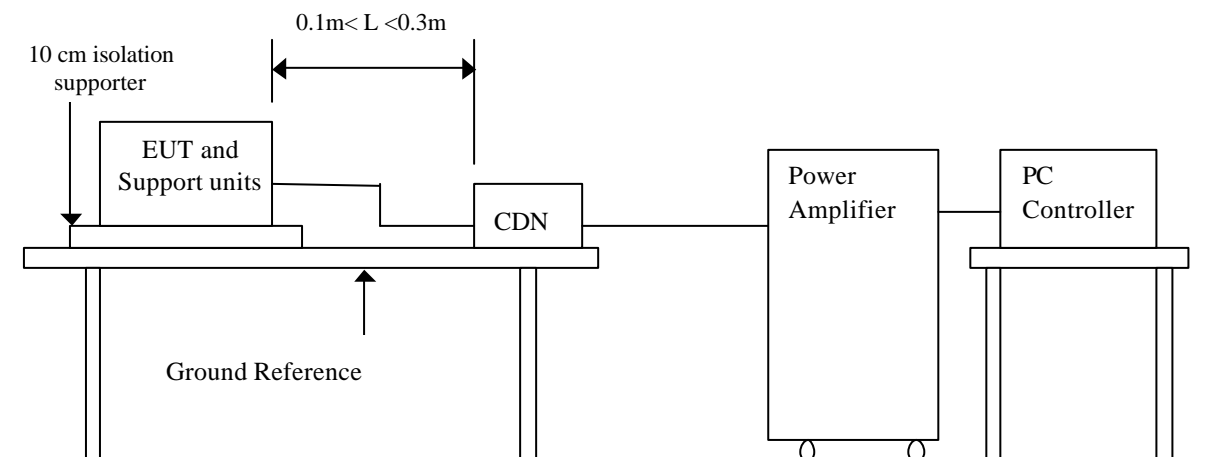 0.1m< L <0.3m
10 cm isolation
supporter
EUT and
Support units
CDN
Power
Amplifier
PC
Controller
Ground Reference